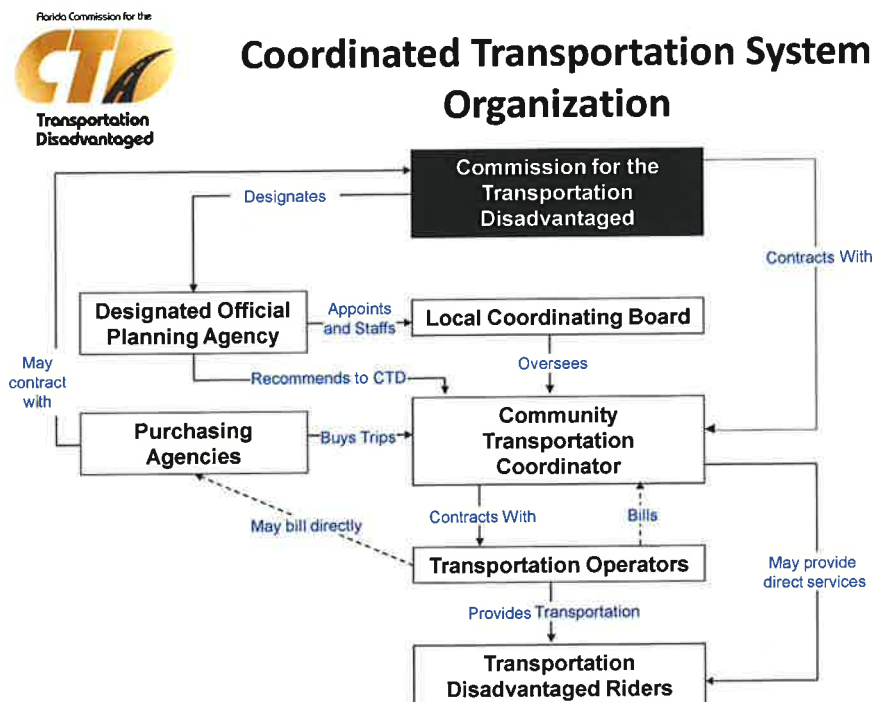 Florida Commission for the
CTD
Transportation
Disadvantaged
Coordinated Transportation System
Organization
Commission for the
Transportation
Disadvantaged
Designates
Contracts With
Designated Official
Planning Agency
Appoints
and Staffs
Local Coordinating Board
May
contract
with
Recommends to CTD
Oversees
Purchasing
Agencies
Buys Trips
Community
Transportation
Coordinator
May bill directly
Contracts With
Bills
Transportation Operators
May provide
direct services
Provides Transportation
Transportation
Disadvantaged Riders